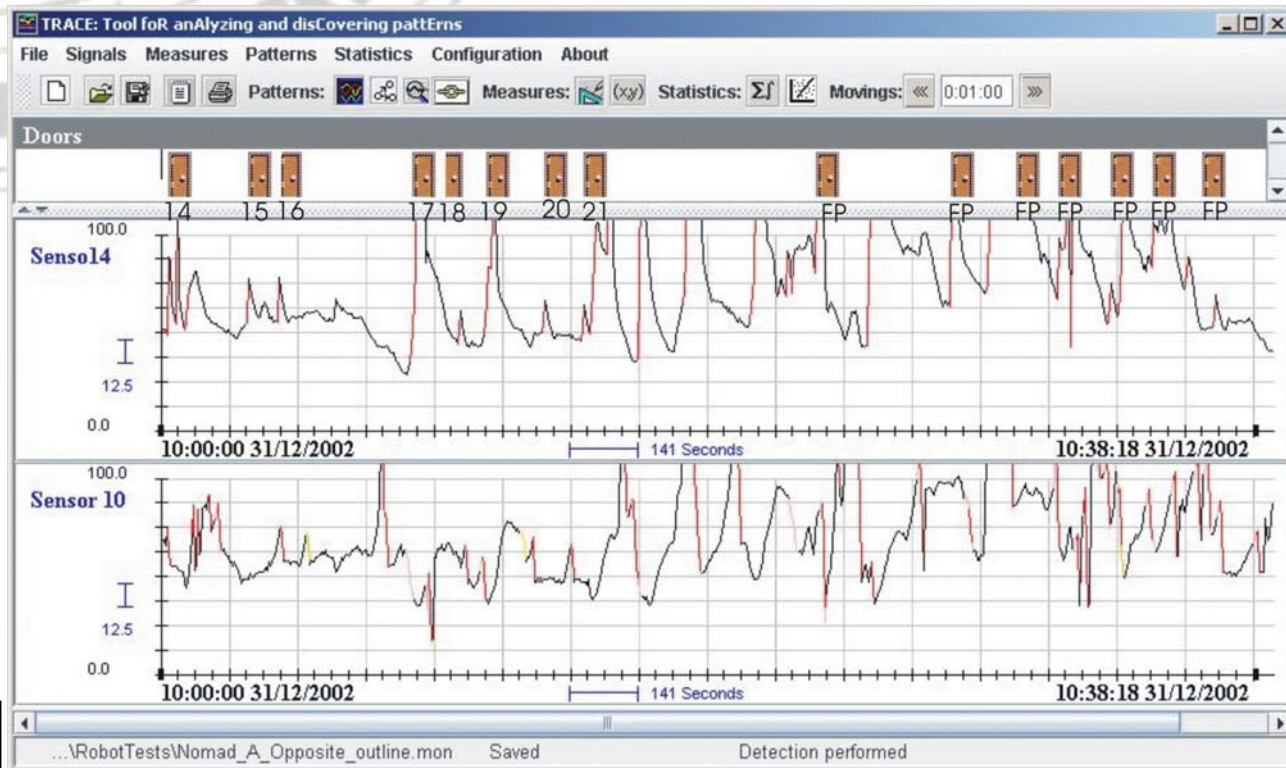 TRACE: Tool foR anAlyzing and disCovering pattErns
File Signals Measures Patterns Statistics Configuration About
Patterns: Measures: (x,y) Statistics: Σ∫ Movings: 0:01:00
Doors
14 15 16 17 18 19 20 21 FP FP FP FP FP FP FP
100.0
Senso14
12.5
0.0
10:00:00 31/12/2002 141 Seconds 10:38:18 31/12/2002
100.0
Sensor 10
12.5
0.0
10:00:00 31/12/2002 141 Seconds 10:38:18 31/12/2002
...\RobotTests\Nomad_A_Opposite_outline.mon Saved Detection performed